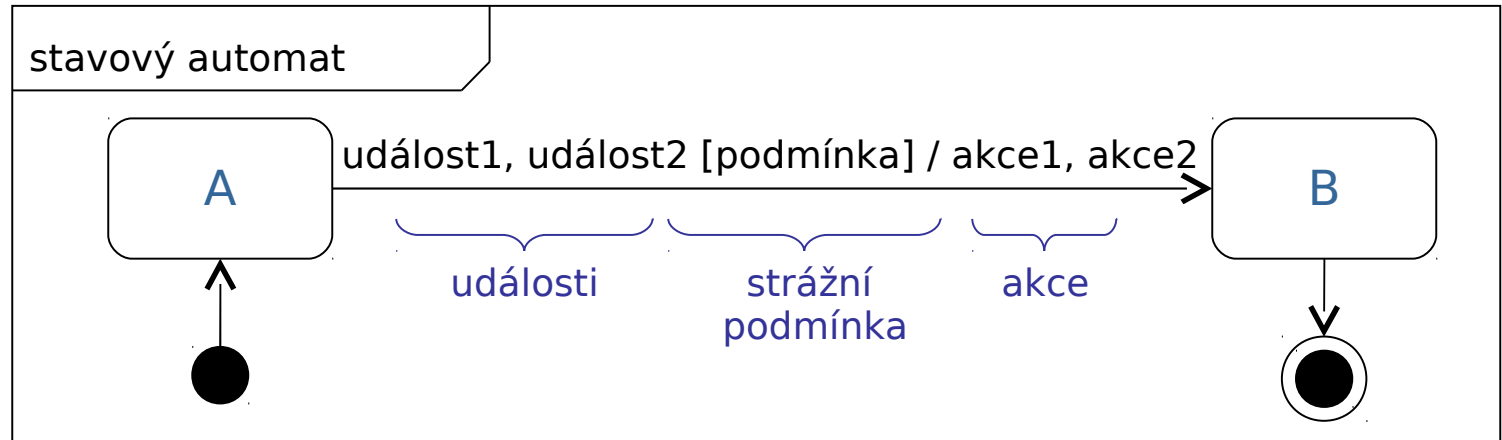 stavový automat
událost1, událost2 [podmínka] / akce1, akce2
A
B
události
strážní
podmínka
akce